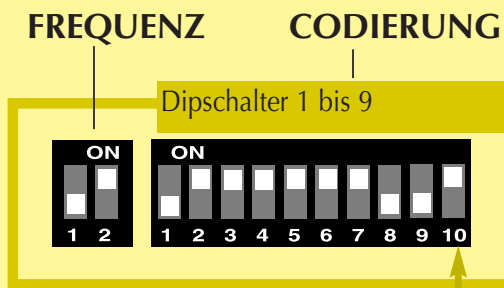 FREQUENZ CODIERUNG
Dipschalter 1 bis 9
ON ON
1 2 1 2 3 4 5 6 7 8 9 10